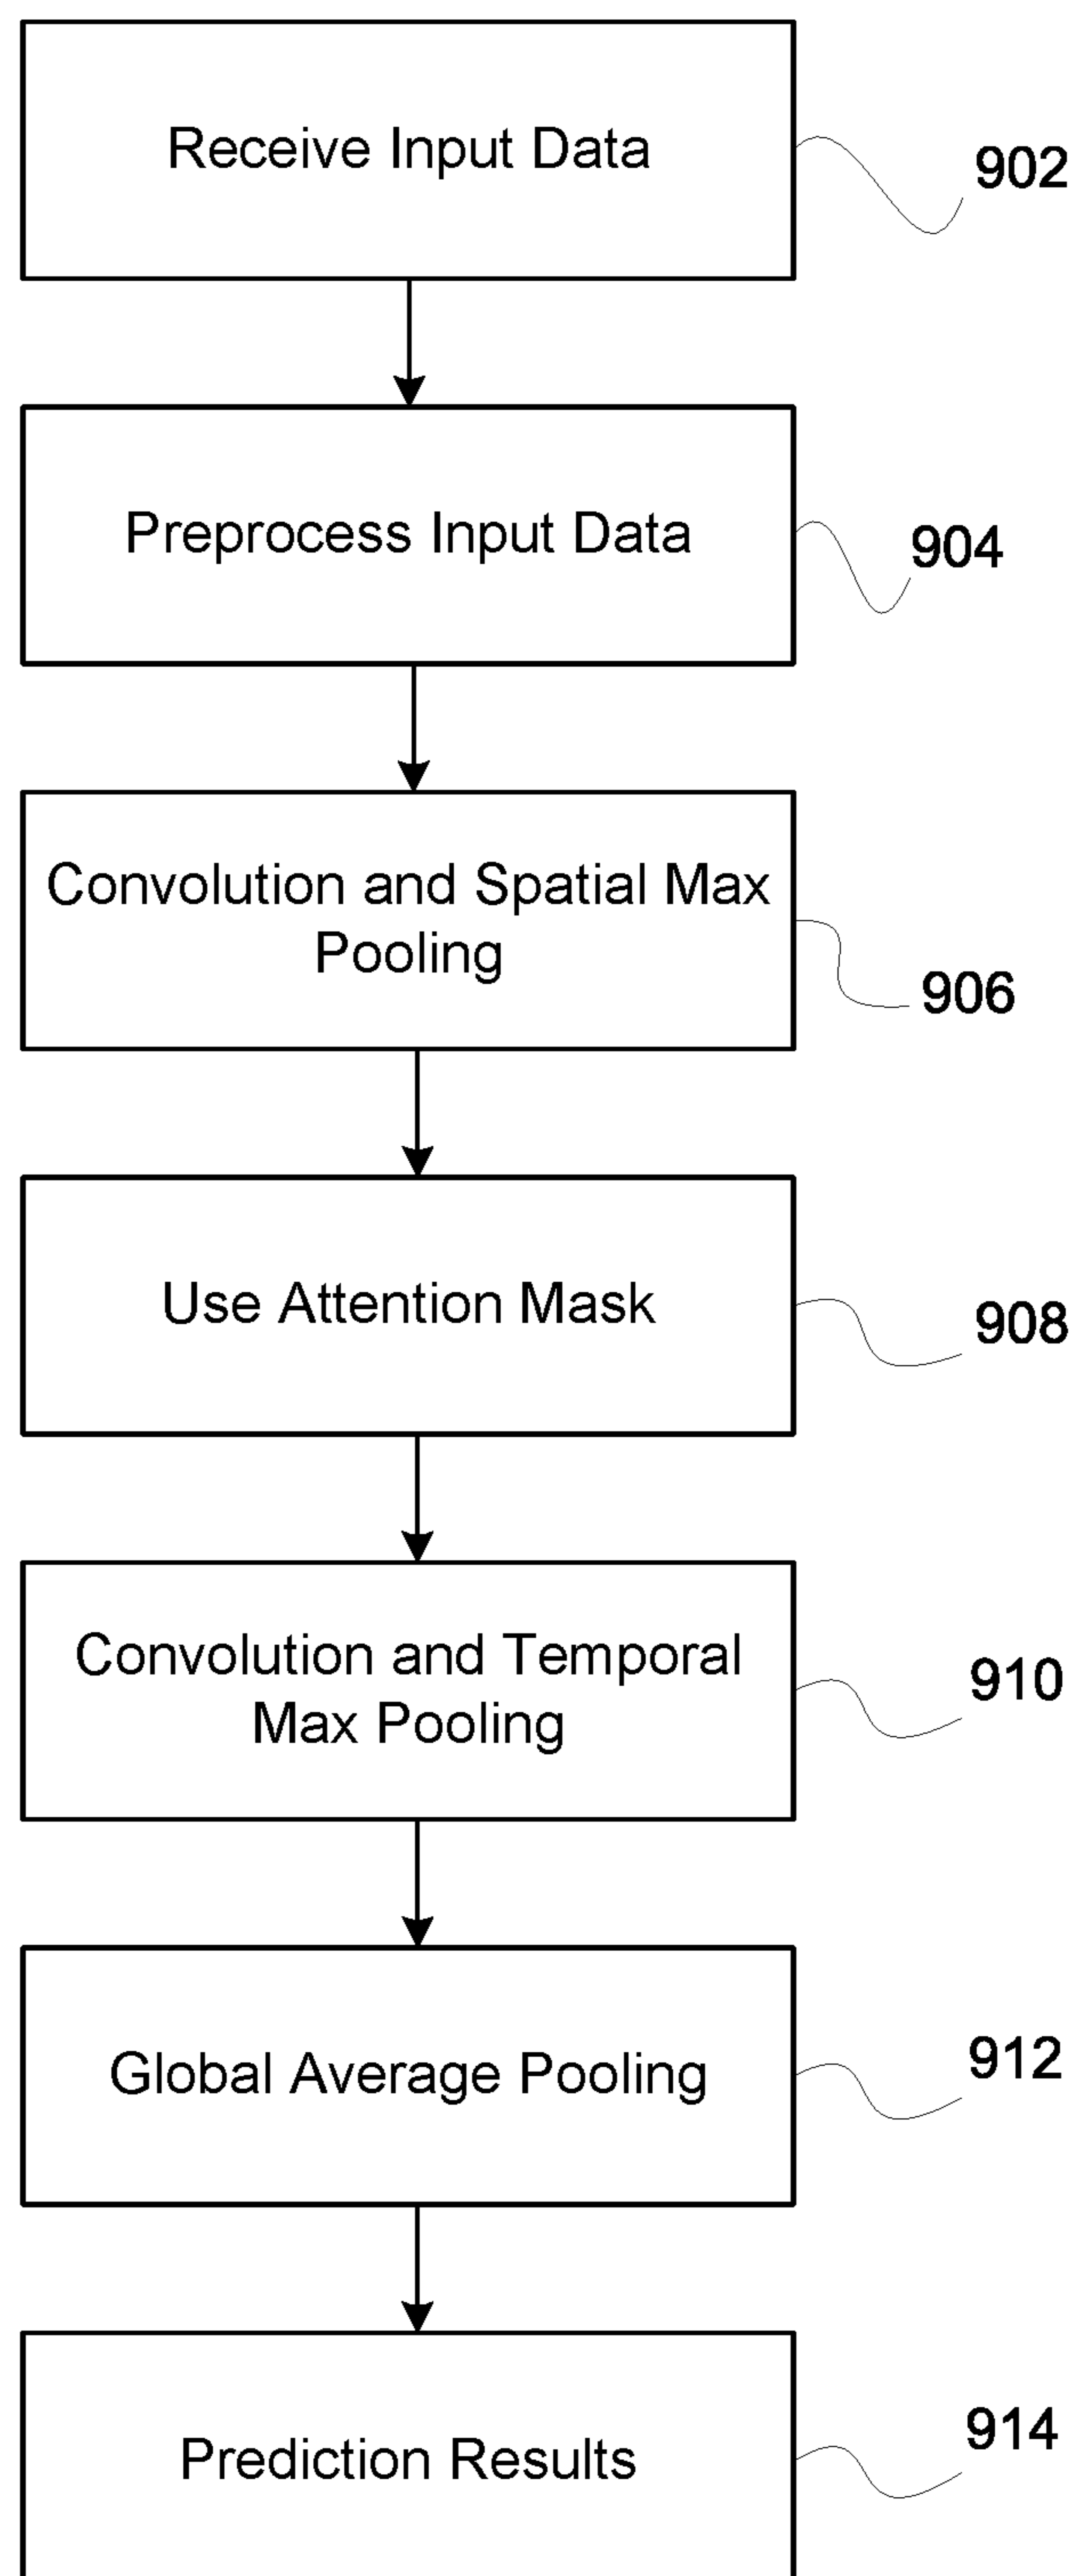 Receive Input Data
902
Preprocess Input Data
904
Convolution and Spatial Max
Pooling
906
Use Attention Mask
908
Convolution and Temporal
Max Pooling
910
Global Average Pooling
912
Prediction Results
914